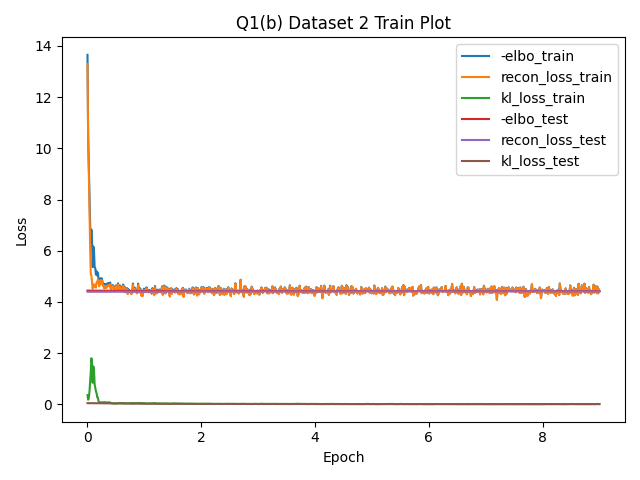 Q1(b) Dataset 2 Train Plot
14
12
10
8
6
4
2
0
Loss
-elbo_train
recon_loss_train
kl_loss_train
-elbo_test
recon_loss_test
kl_loss_test
0 2 4 6 8
Epoch